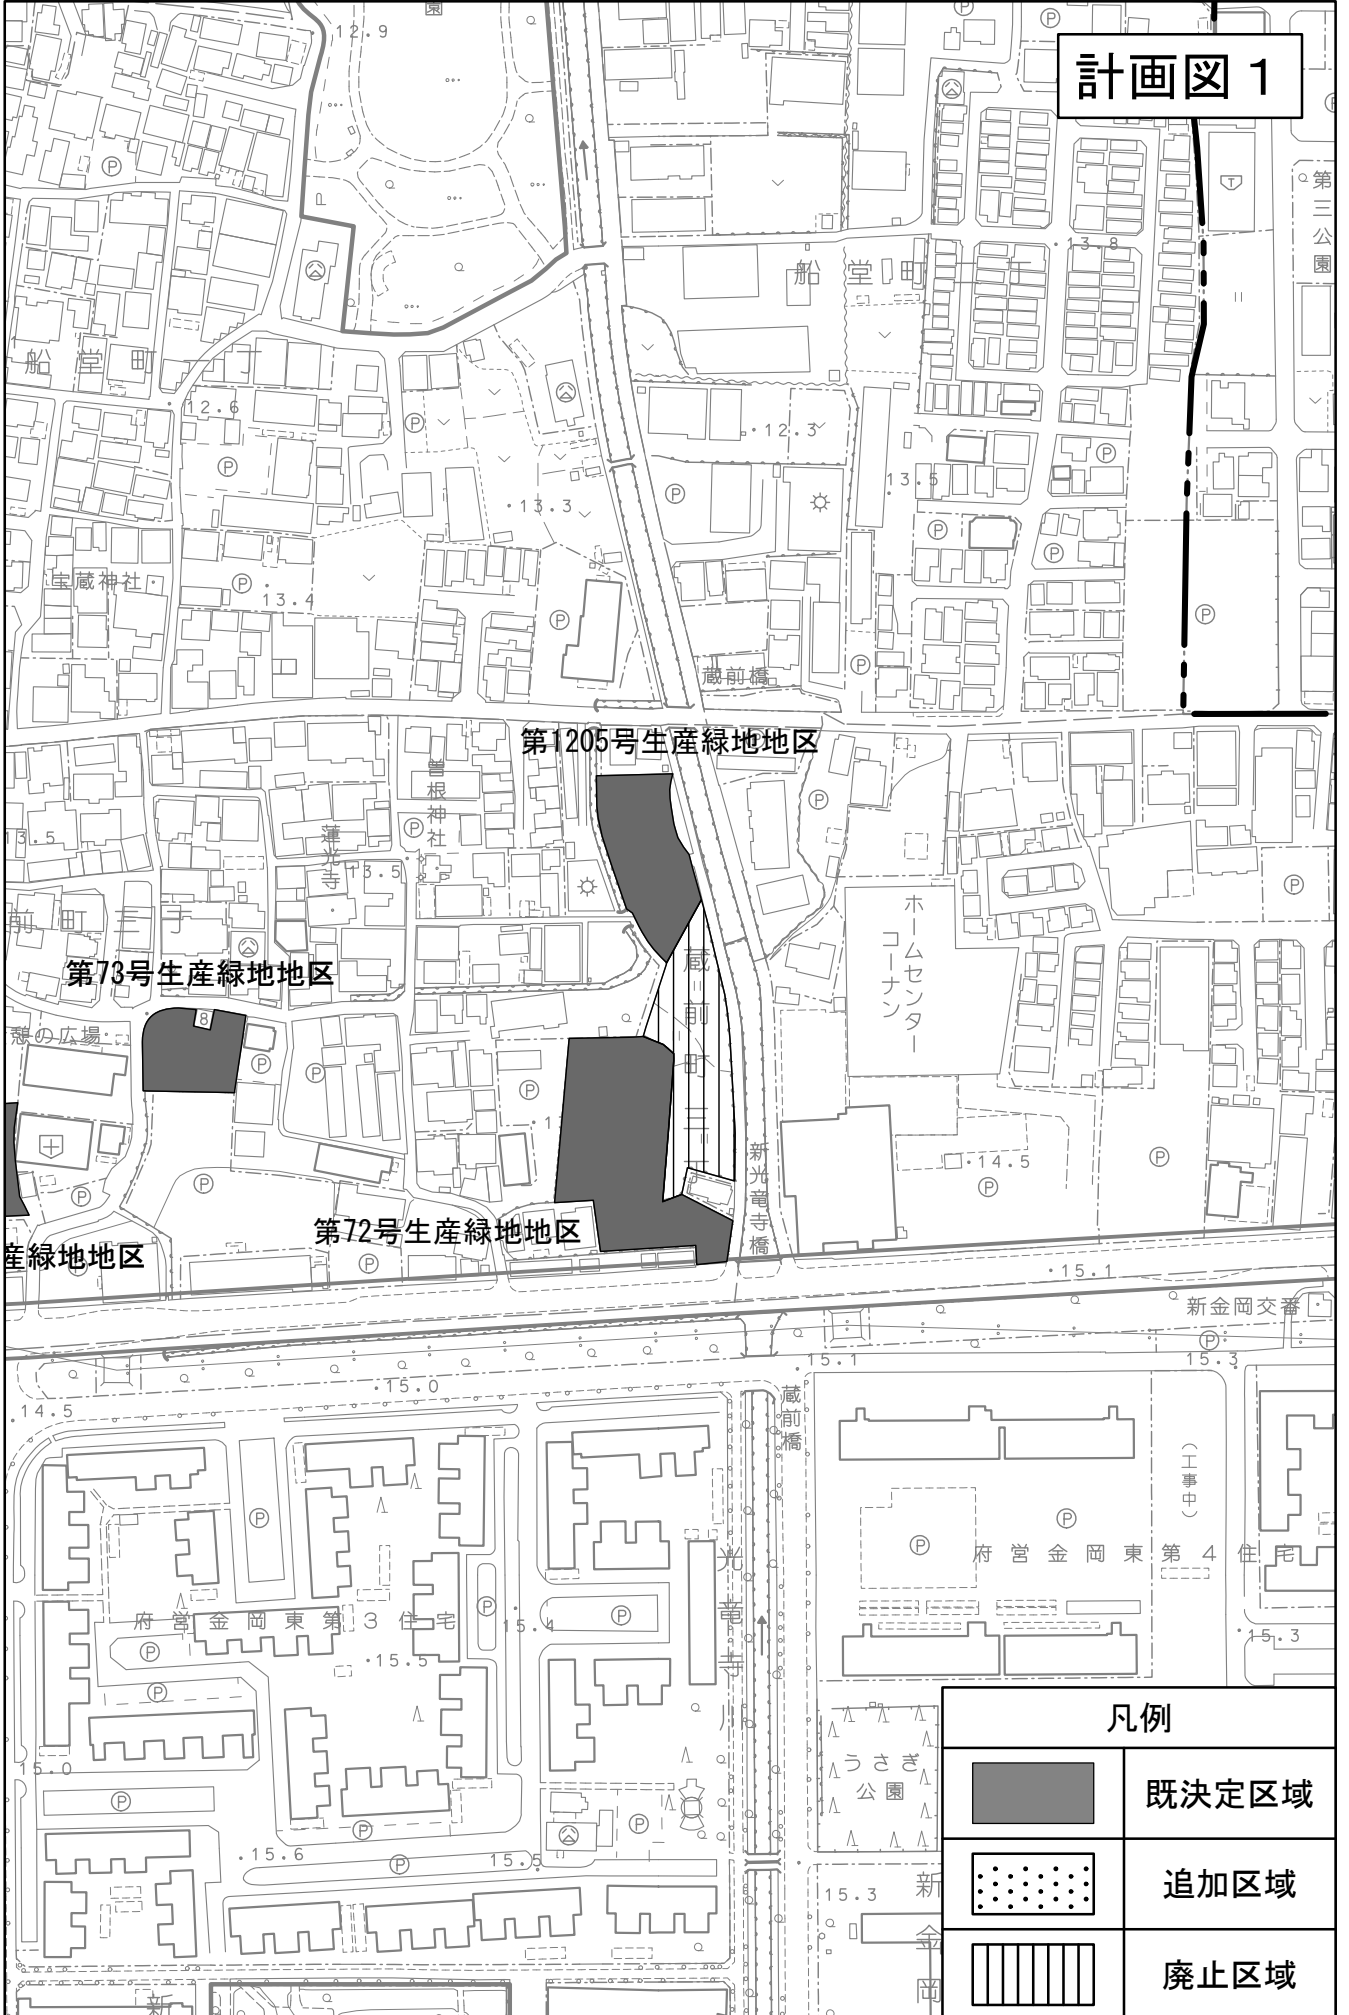 計画図１
園
12.9
第三公園
13.8
船堂町一丁
船堂町一丁
12.6
12.3
13.5
13.3
宝蔵神社
13.4
蔵前橋
第1205号生産緑地地区
曽根神社
蓮光寺
13.5
13.5
前町三丁
ホームセンター
コーナン
第73号生産緑地地区
8
憩の広場
蔵前町三丁
新光竜寺橋
14.5
第72号生産緑地地区
産緑地地区
15.1
新金岡交番
15.1
15.3
15.0
14.5
蔵前橋
（工事中）
府営金岡東第４住宅
光竜寺川
府営金岡東第３住宅
15.4
15.3
15.5
15.0
うさぎ
公園
15.6
15.5
15.3
新金岡
新
凡例
既決定区域
追加区域
廃止区域